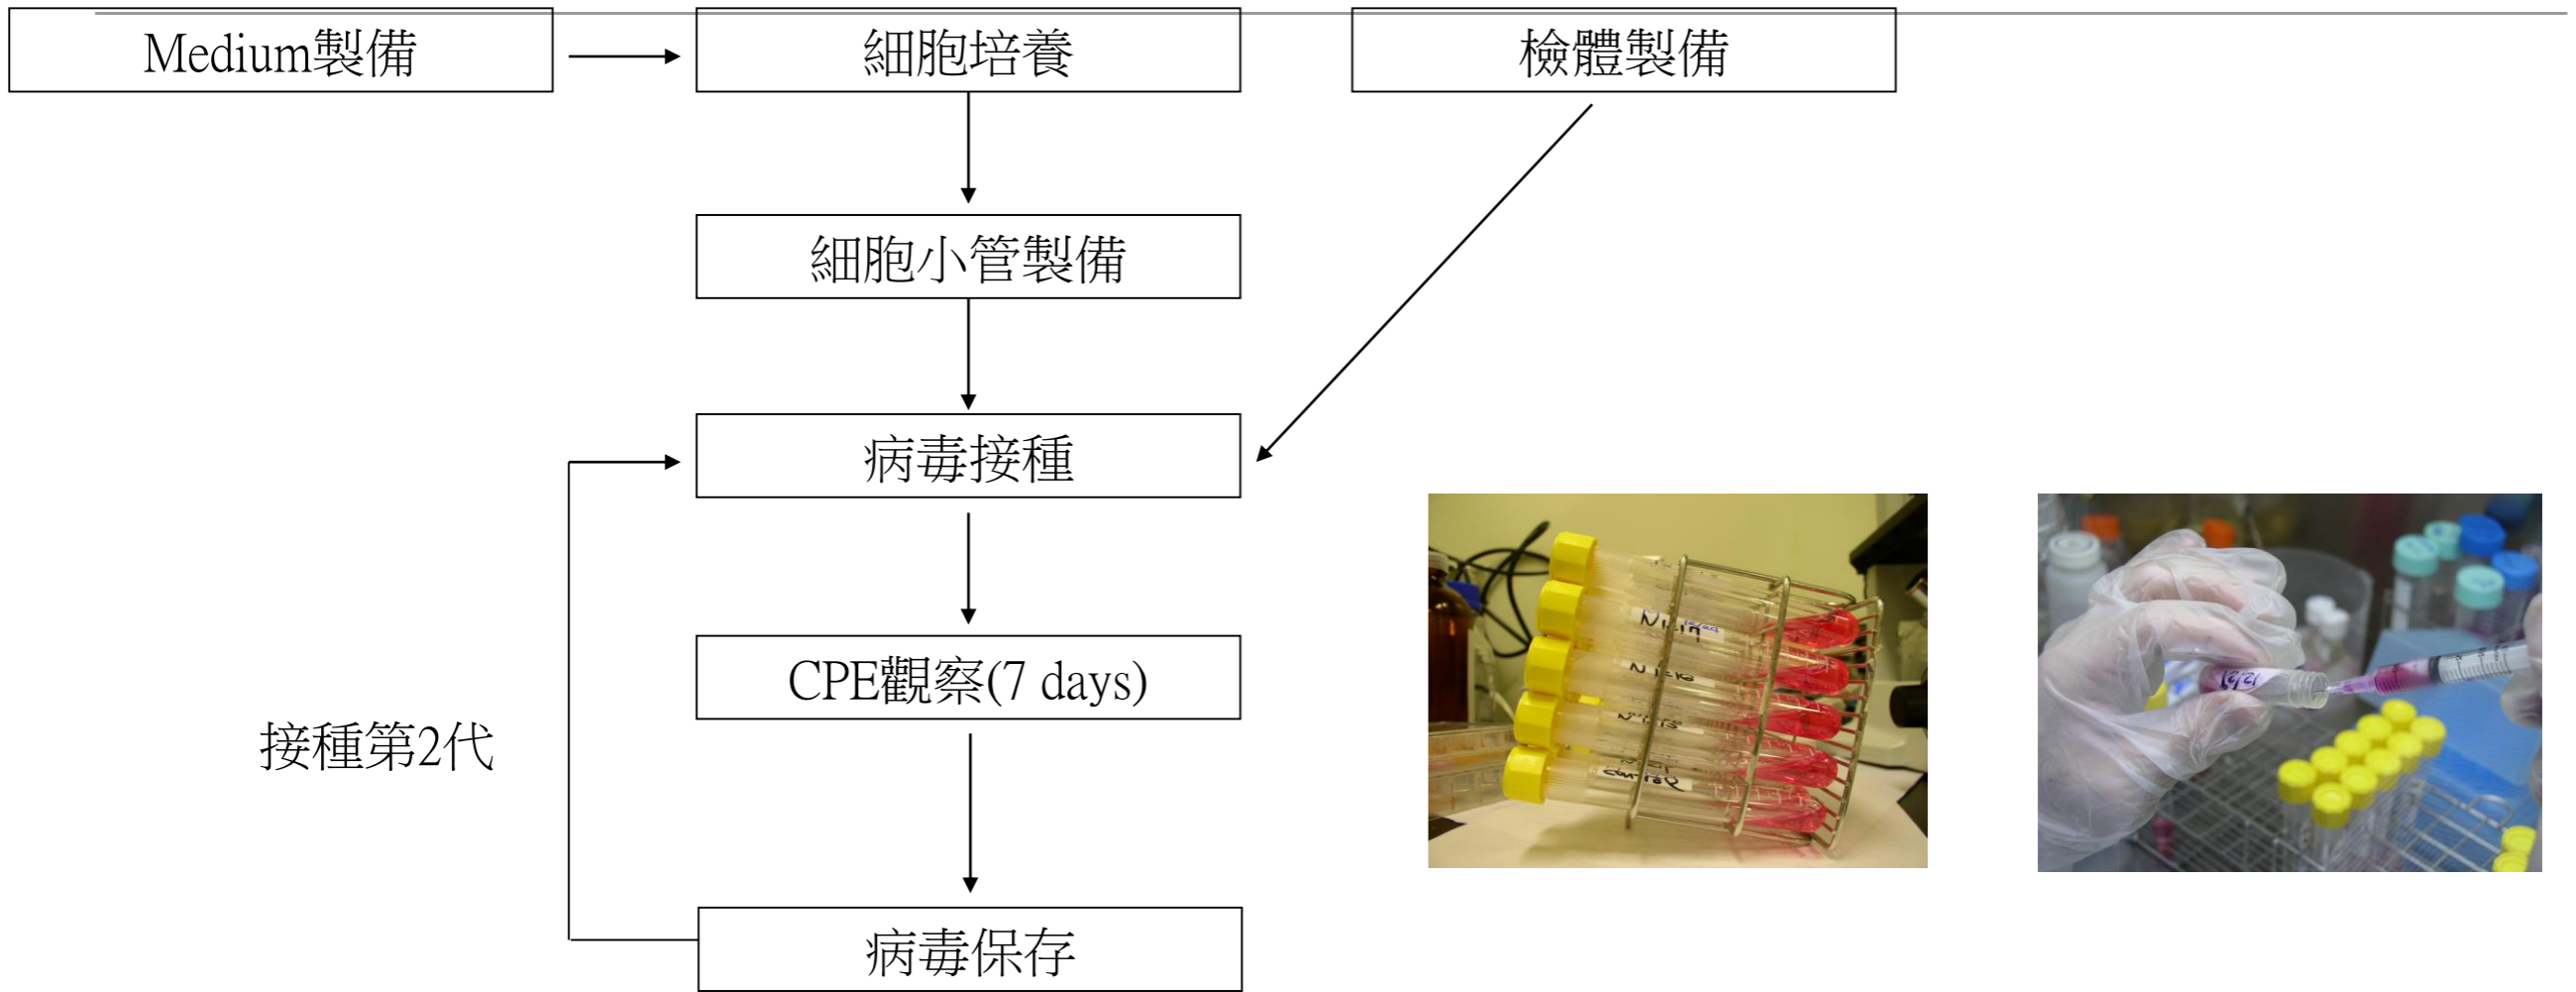 Medium製備
細胞培養
檢體製備
細胞小管製備
病毒接種
CPE觀察(7 days)
接種第2代
病毒保存